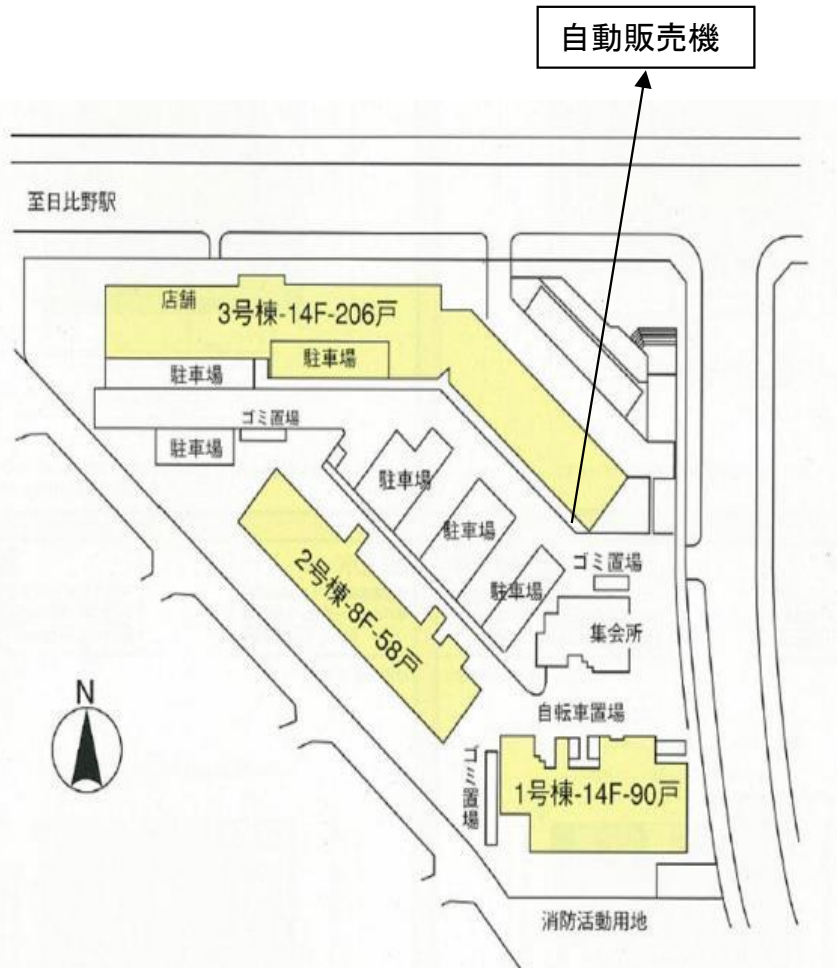 自動販売機
至日比野駅
店舗
3号棟-14F-206戸
駐車場
駐車場
ゴミ置場
駐車場
駐車場
駐車場
駐車場
ゴミ置場
2号棟-8F-58戸
集会所
N
自転車置場
ゴミ置場
1号棟-14F-90戸
消防活動用地